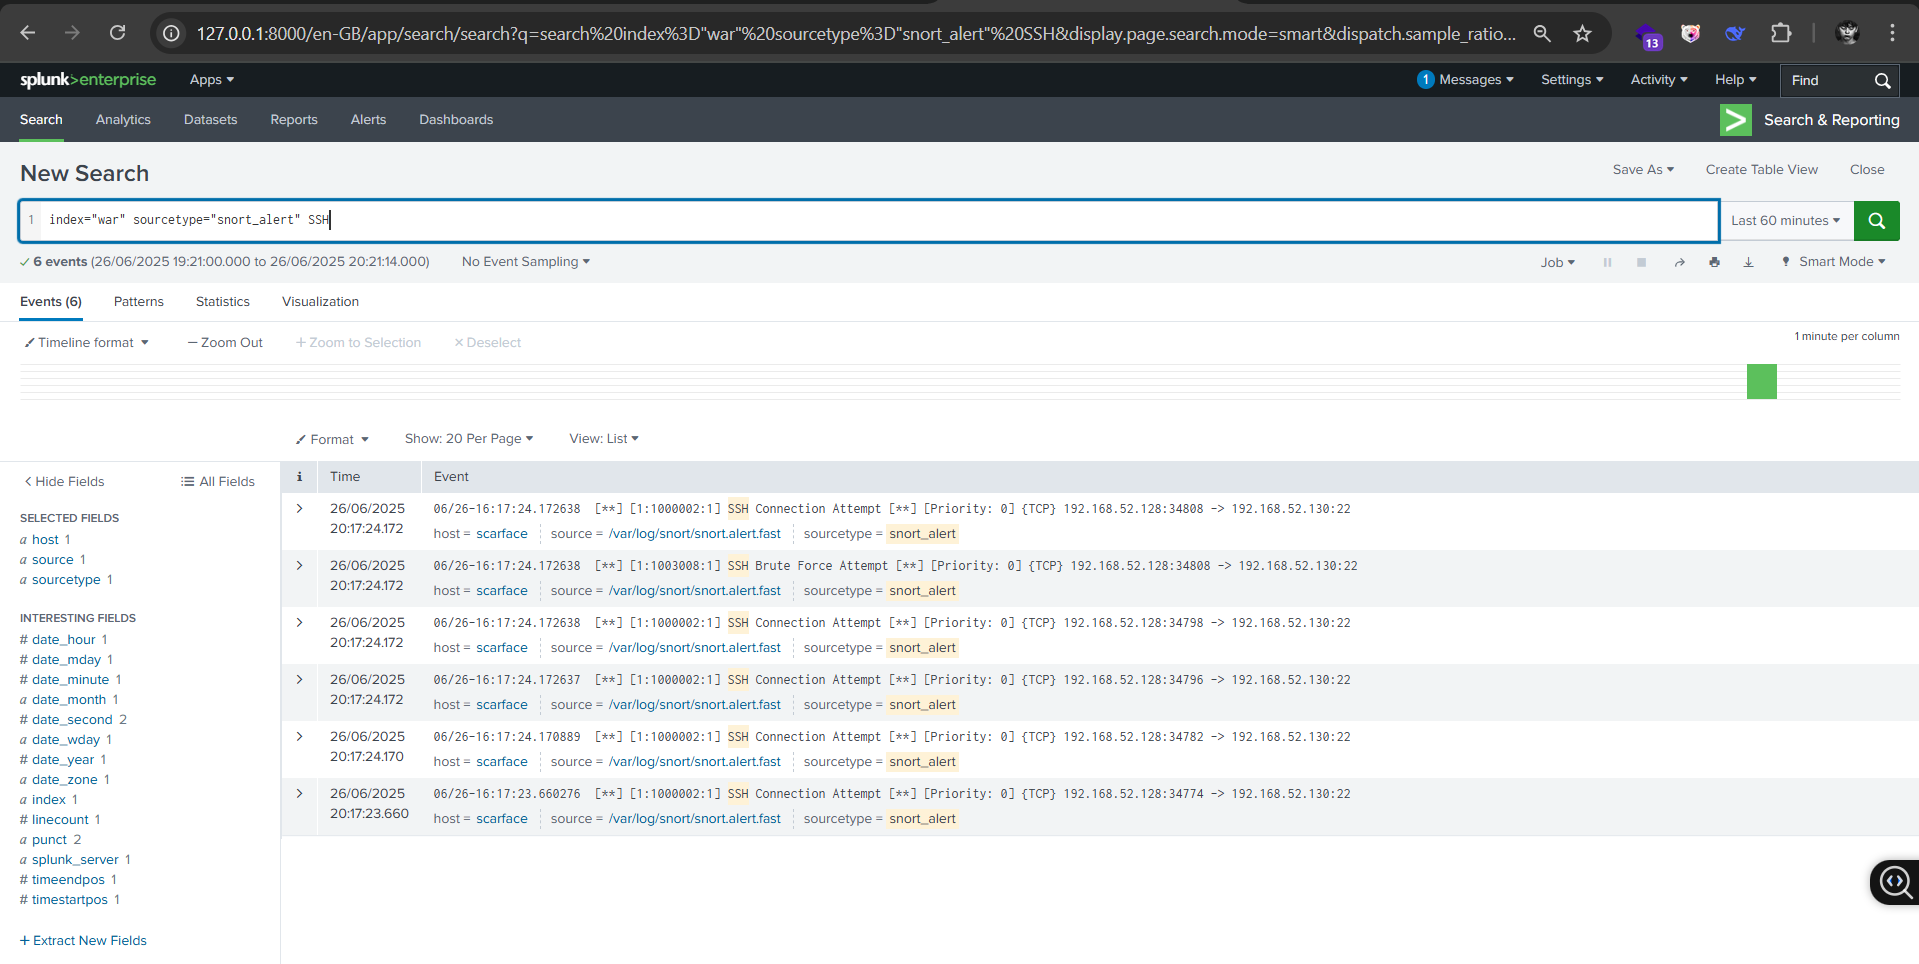 127.0.0.1:8000/en-GB/app/search/search?q=search%20index%3D"war"%20sourcetype%3D"snort_alert"%20SSH&display.page.search.mode=smart&dispatch.sample_ratio...
13
splunk>enterprise Apps
1 Messages Settings Activity Help Find
Search Analytics Datasets Reports Alerts Dashboards
> Search & Reporting
New Search
Save As Create Table View Close
1 index="war" sourcetype="snort_alert" SSH
Last 60 minutes
✓ 6 events (26/06/2025 19:21:00.000 to 26/06/2025 20:21:14.000) No Event Sampling
Job Smart Mode
Events (6) Patterns Statistics Visualization
Timeline format — Zoom Out + Zoom to Selection × Deselect
1 minute per column
Format Show: 20 Per Page View: List
< Hide Fields All Fields
SELECTED FIELDS
a host 1
a source 1
a sourcetype 1
INTERESTING FIELDS
# date_hour 1
# date_mday 1
# date_minute 1
a date_month 1
# date_second 2
a date_wday 1
# date_year 1
a date_zone 1
a index 1
# linecount 1
a punct 2
a splunk_server 1
# timeendpos 1
# timestartpos 1
+ Extract New Fields
i Time Event
26/06/2025 06/26-16:17:24.172638 [**] [1:1000002:1] SSH Connection Attempt [**] [Priority: 0] {TCP} 192.168.52.128:34808 -> 192.168.52.130:22
20:17:24.172
host = scarface source = /var/log/snort/snort.alert.fast sourcetype = snort_alert
26/06/2025 06/26-16:17:24.172638 [**] [1:1003008:1] SSH Brute Force Attempt [**] [Priority: 0] {TCP} 192.168.52.128:34808 -> 192.168.52.130:22
20:17:24.172
host = scarface source = /var/log/snort/snort.alert.fast sourcetype = snort_alert
26/06/2025 06/26-16:17:24.172638 [**] [1:1000002:1] SSH Connection Attempt [**] [Priority: 0] {TCP} 192.168.52.128:34798 -> 192.168.52.130:22
20:17:24.172
host = scarface source = /var/log/snort/snort.alert.fast sourcetype = snort_alert
26/06/2025 06/26-16:17:24.172637 [**] [1:1000002:1] SSH Connection Attempt [**] [Priority: 0] {TCP} 192.168.52.128:34796 -> 192.168.52.130:22
20:17:24.172
host = scarface source = /var/log/snort/snort.alert.fast sourcetype = snort_alert
26/06/2025 06/26-16:17:24.170889 [**] [1:1000002:1] SSH Connection Attempt [**] [Priority: 0] {TCP} 192.168.52.128:34782 -> 192.168.52.130:22
20:17:24.170
host = scarface source = /var/log/snort/snort.alert.fast sourcetype = snort_alert
26/06/2025 06/26-16:17:23.660276 [**] [1:1000002:1] SSH Connection Attempt [**] [Priority: 0] {TCP} 192.168.52.128:34774 -> 192.168.52.130:22
20:17:23.660
host = scarface source = /var/log/snort/snort.alert.fast sourcetype = snort_alert